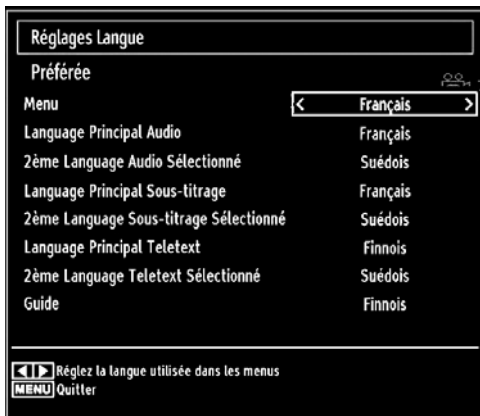 Réglages Langue
Préférée
Menu < Français >
Language Principal Audio Français
2ème Language Audio Sélectionné Suédois
Language Principal Sous-titrage Français
2ème Language Sous-titrage Sélectionné Suédois
Language Principal Teletext Finnois
2ème Language Teletext Sélectionné Suédois
Guide Finnois
Réglez la langue utilisée dans les menus
MENU Quitter